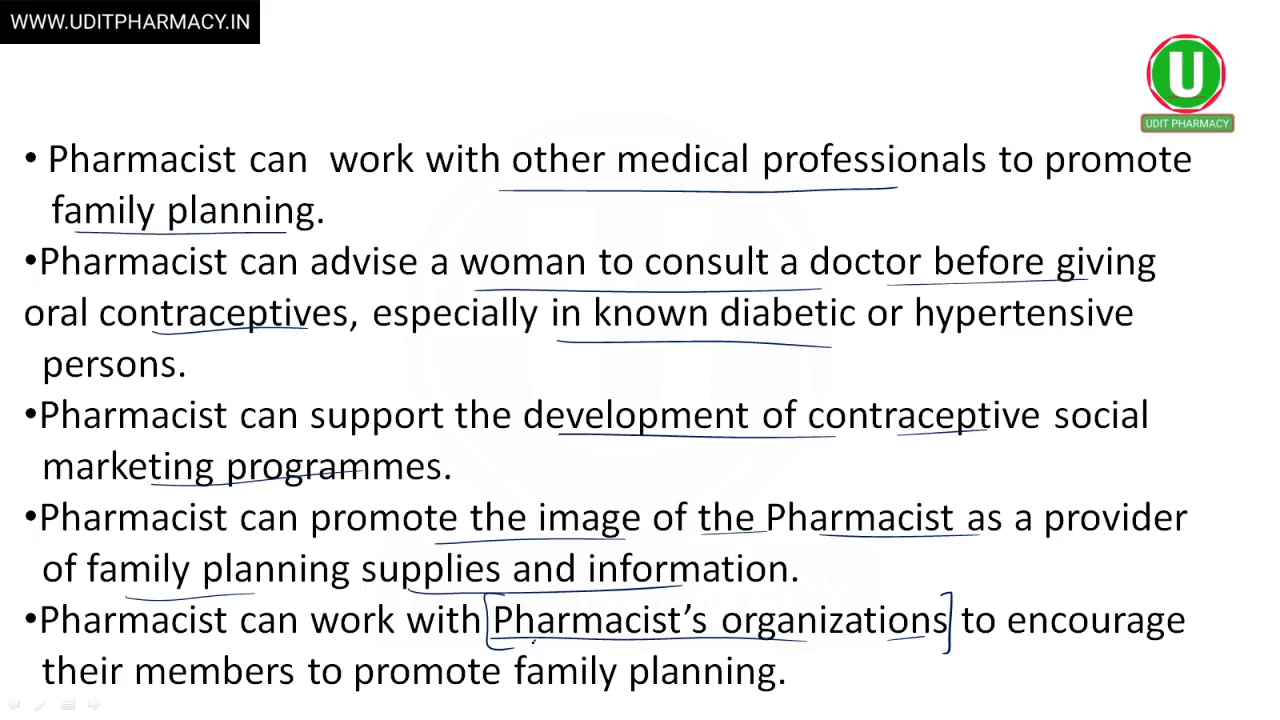 WWW.UDITPHARMACY.IN
U
UDIT PHARMACY
• Pharmacist can work with other medical professionals to promote
family planning.
•Pharmacist can advise a woman to consult a doctor before giving
oral contraceptives, especially in known diabetic or hypertensive
persons.
•Pharmacist can support the development of contraceptive social
marketing programmes.
•Pharmacist can promote the image of the Pharmacist as a provider
of family planning supplies and information.
•Pharmacist can work with [Pharmacist’s organizations] to encourage
their members to promote family planning.